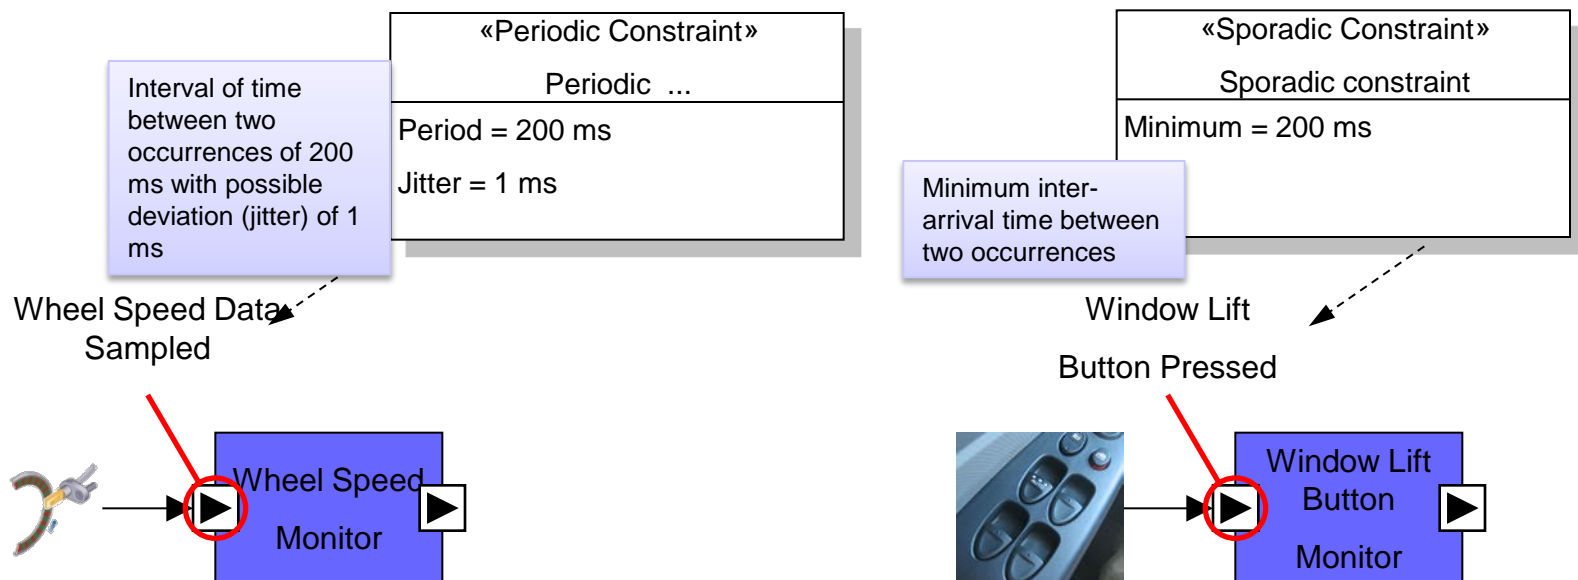 «Periodic Constraint»
Periodic ...
Period = 200 ms
Jitter = 1 ms
Interval of time
between two
occurrences of 200
ms with possible
deviation (jitter) of 1
ms
Wheel Speed Data
Sampled
Wheel Speed
Monitor
«Sporadic Constraint»
Sporadic constraint
Minimum = 200 ms
Minimum inter-
arrival time between
two occurrences
Window Lift
Button Pressed
Window Lift
Button
Monitor